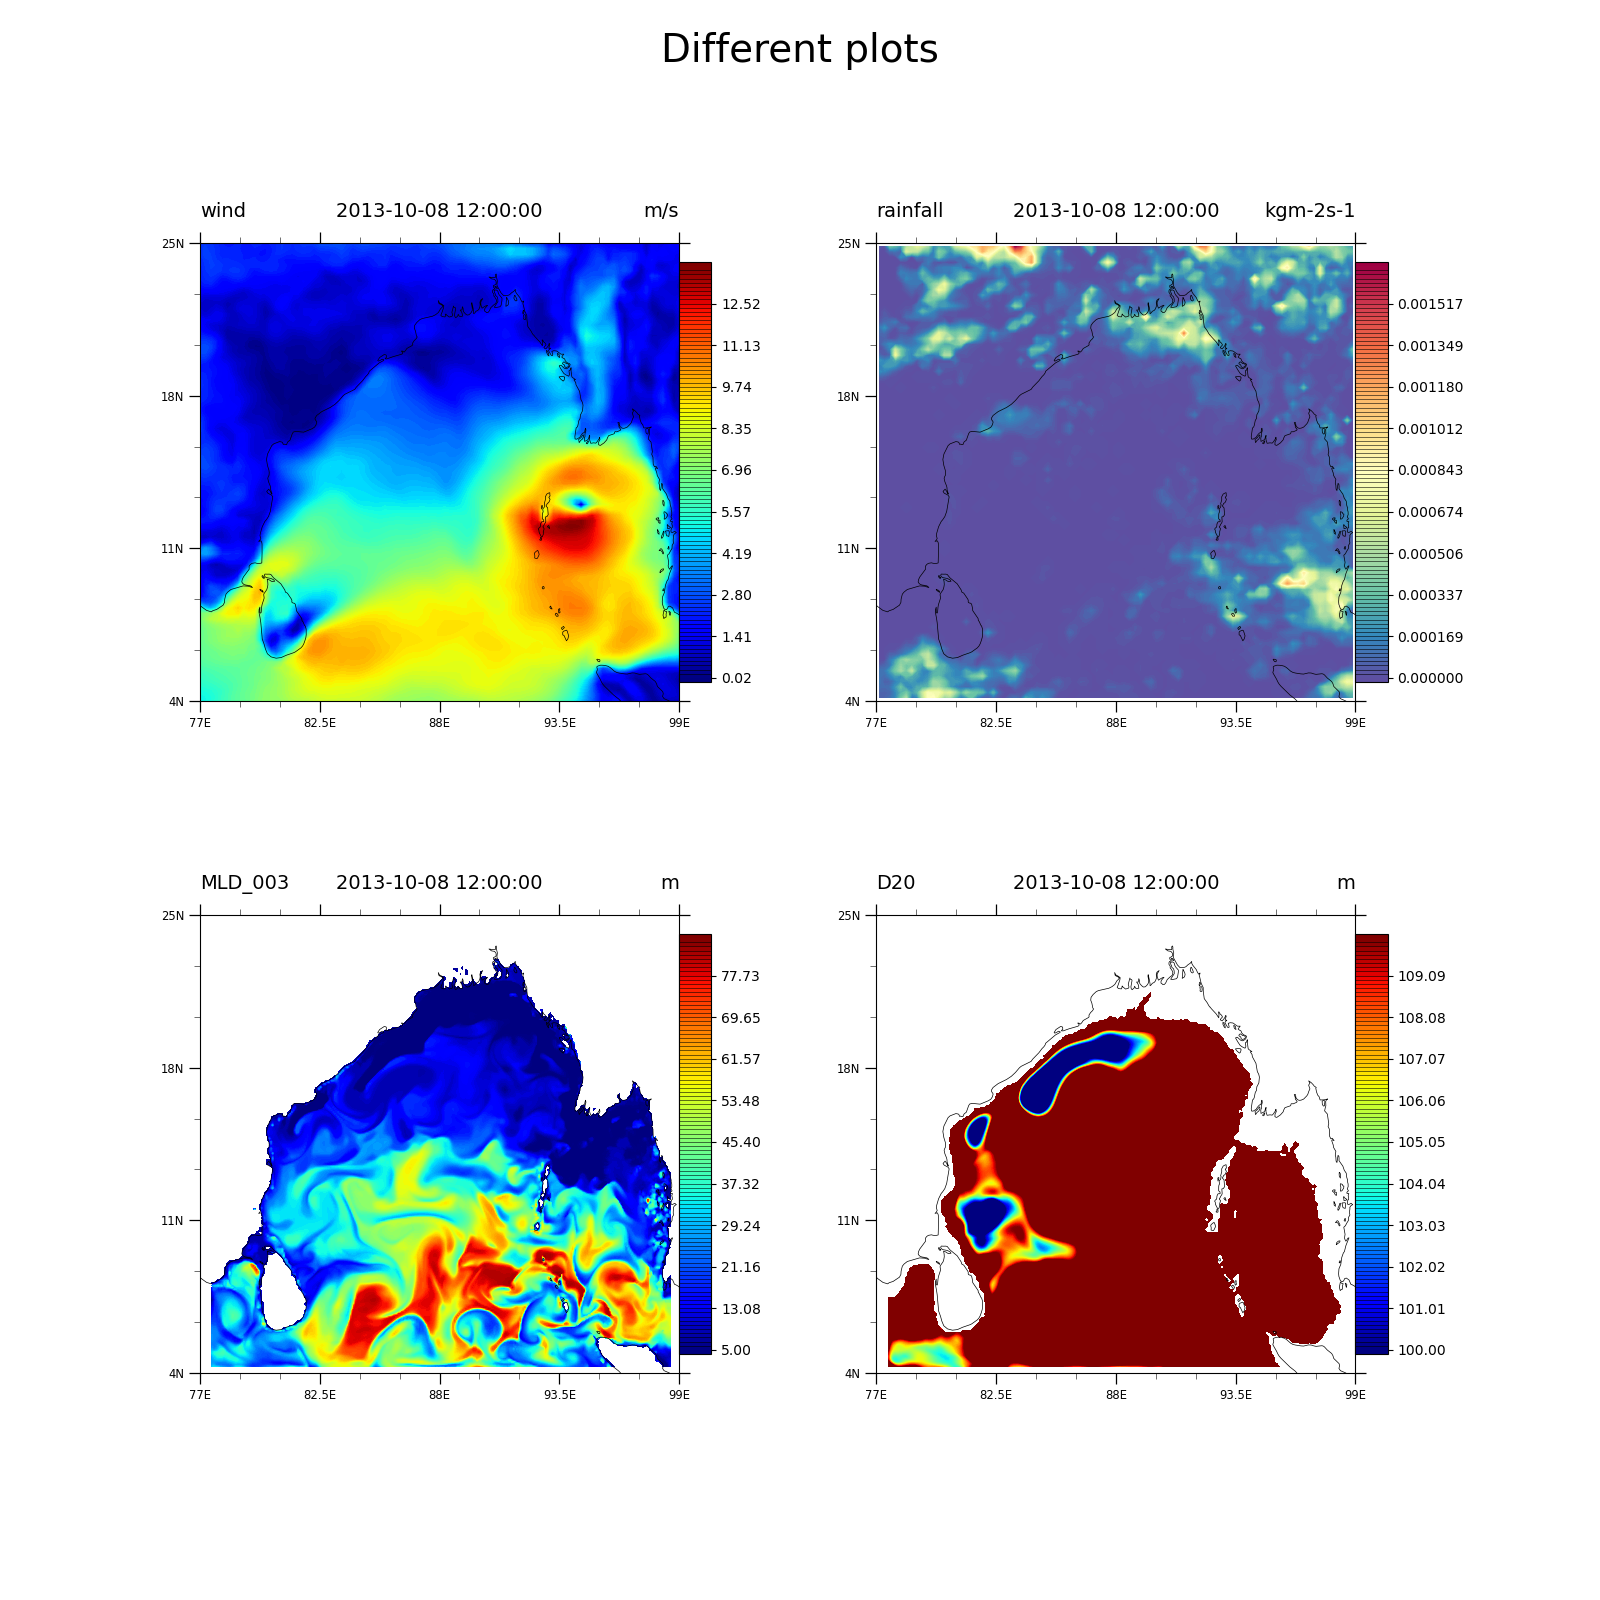 Different plots
wind 2013-10-08 12:00:00 m/s
25N
18N
11N
4N
77E 82.5E 88E 93.5E 99E
12.52
11.13
9.74
8.35
6.96
5.57
4.19
2.80
1.41
0.02
rainfall 2013-10-08 12:00:00 kgm-2s-1
25N
18N
11N
4N
77E 82.5E 88E 93.5E 99E
0.001517
0.001349
0.001180
0.001012
0.000843
0.000674
0.000506
0.000337
0.000169
0.000000
MLD_003 2013-10-08 12:00:00 m
25N
18N
11N
4N
77E 82.5E 88E 93.5E 99E
77.73
69.65
61.57
53.48
45.40
37.32
29.24
21.16
13.08
5.00
D20 2013-10-08 12:00:00 m
25N
18N
11N
4N
77E 82.5E 88E 93.5E 99E
109.09
108.08
107.07
106.06
105.05
104.04
103.03
102.02
101.01
100.00